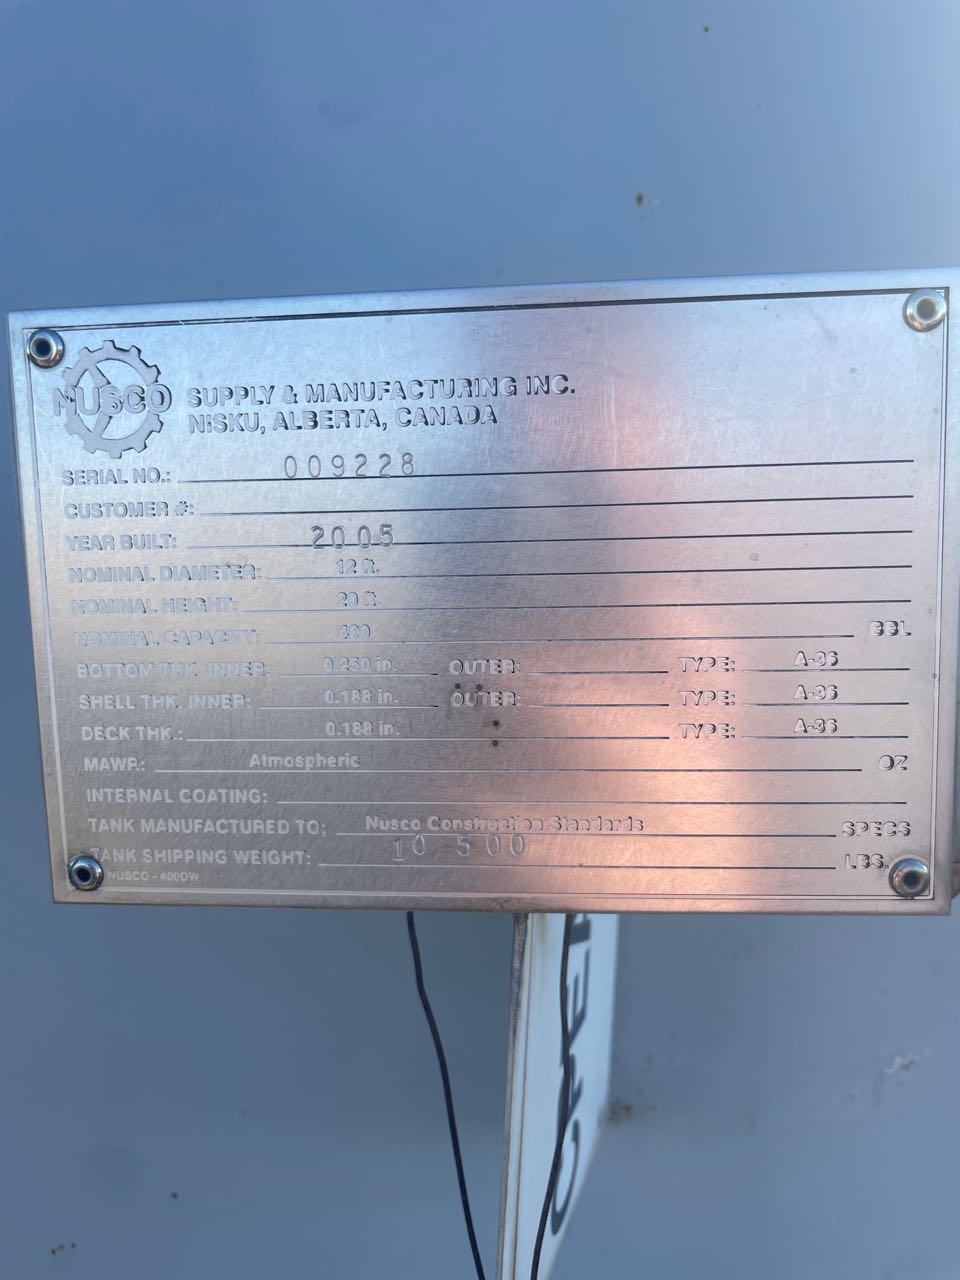 NUSCO SUPPLY & MANUFACTURING INC.
NISKU, ALBERTA, CANADA
SERIAL NO.: 009228
CUSTOMER #:
YEAR BUILT: 2005
NOMINAL DIAMETER: 12 ft.
NOMINAL HEIGHT: 20 ft.
NOMINAL CAPACITY: 400 BBL
BOTTOM THK. INNER: 0.250 in. OUTER: TYPE: A-36
SHELL THK. INNER: 0.188 in. OUTER: TYPE: A-36
DECK THK.: 0.188 in. TYPE: A-36
MAWP.: Atmospheric OZ
INTERNAL COATING:
TANK MANUFACTURED TO; Nusco Construction Standards SPECS
TANK SHIPPING WEIGHT: 10 500 LBS.
NUSCO - 400DW